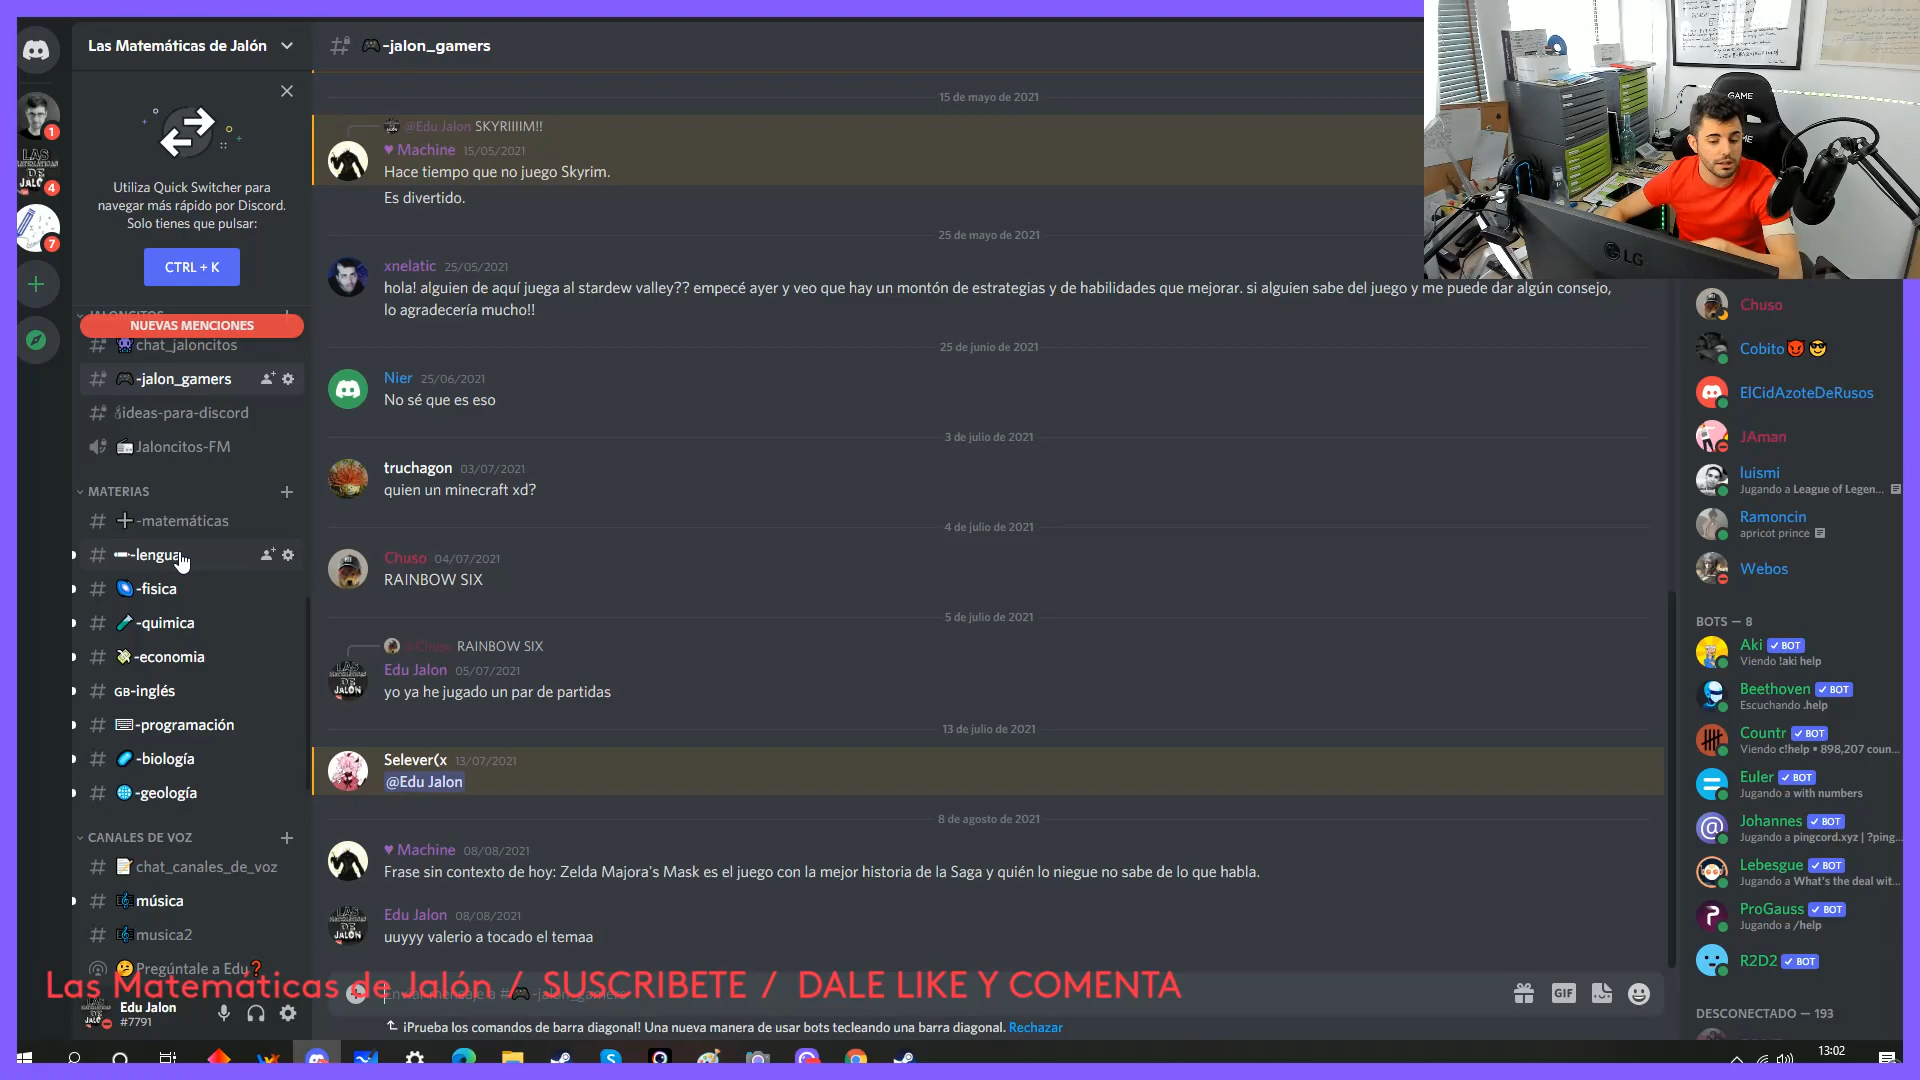 Las Matemáticas de Jalón
-jalon_gamers
Utiliza Quick Switcher para
navegar más rápido por Discord.
Solo tienes que pulsar:
CTRL + K
NUEVAS MENCIONES
chat_jaloncitos
-jalon_gamers
ideas-para-discord
Jaloncitos-FM
MATERIAS
-matemáticas
-lengua
-fisica
-quimica
-economia
GB-inglés
-programación
-biología
-geología
CANALES DE VOZ
chat_canales_de_voz
música
musica2
Pregúntale a Edu
Edu Jalon
#7791
1
LAS
MATEMÁTICAS
DE
JALÓ
4
7
15 de mayo de 2021
@Edu Jalon SKYRIIIIM!!
♥ Machine 15/05/2021
Hace tiempo que no juego Skyrim.
Es divertido.
25 de mayo de 2021
xnelatic 25/05/2021
hola! alguien de aquí juega al stardew valley?? empecé ayer y veo que hay un montón de estrategias y de habilidades que mejorar. si alguien sabe del juego y me puede dar algún consejo,
lo agradecería mucho!!
25 de junio de 2021
Nier 25/06/2021
No sé que es eso
3 de julio de 2021
truchagon 03/07/2021
quien un minecraft xd?
4 de julio de 2021
Chuso 04/07/2021
RAINBOW SIX
5 de julio de 2021
@Chuso RAINBOW SIX
Edu Jalon 05/07/2021
yo ya he jugado un par de partidas
13 de julio de 2021
Selever(x 13/07/2021
@Edu Jalon
8 de agosto de 2021
♥ Machine 08/08/2021
Frase sin contexto de hoy: Zelda Majora's Mask es el juego con la mejor historia de la Saga y quién lo niegue no sabe de lo que habla.
Edu Jalon 08/08/2021
uuyyy valerio a tocado el temaa
Las Matemáticas de Jalón / SUSCRIBETE / DALE LIKE Y COMENTA
Enviar mensaje a #-jalon_gamers
GIF
¡Prueba los comandos de barra diagonal! Una nueva manera de usar bots tecleando una barra diagonal. Rechazar
GAME
LG
Chuso
Cobito
ElCidAzoteDeRusos
JAman
luismi
Jugando a League of Legen...
Ramoncin
apricot prince
Webos
BOTS — 8
Aki BOT
Viendo !aki help
Beethoven BOT
Escuchando .help
Countr BOT
Viendo c!help • 898,207 coun...
Euler BOT
Jugando a with numbers
Johannes BOT
Jugando a pingcord.xyz | ?ping...
Lebesgue BOT
Jugando a What's the deal wit...
ProGauss BOT
Jugando a /help
R2D2 BOT
DESCONECTADO — 193
13:02